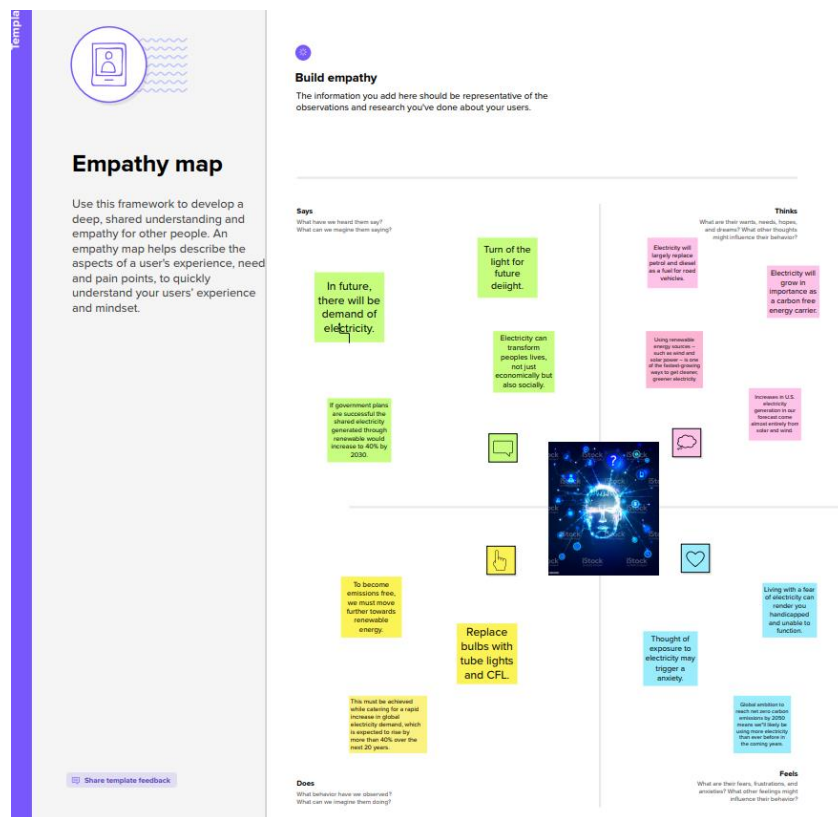 Templa
Empathy map
Use this framework to develop a
deep, shared understanding and
empathy for other people. An
empathy map helps describe the
aspects of a user's experience, need
and pain points, to quickly
understand your users' experience
and mindset.
Share template feedback
Build empathy
The information you add here should be representative of the
observations and research you've done about your users.
Says
What have we heard them say?
What can we imagine them saying?
In future,
there will be
demand of
electricity.
Turn of the
light for
future
deiight.
Electricity can
transform
peoples lives,
not just
economically but
also socially.
If government plans
are successful the
shared electricity
generated through
renewable would
increase to 40% by
2030.
Thinks
What are their wants, needs, hopes,
and dreams? What other thoughts
might influence their behavior?
Electricity will
largely replace
petrol and diesel
as a fuel for road
vehicles.
Electricity will
grow in
importance as
a carbon free
energy carrier.
Using renewable
energy sources –
such as wind and
solar power – is one
of the fastest-growing
ways to get cleaner,
greener electricity.
Increases in U.S.
electricity
generation in our
forecast come
almost entirely from
solar and wind.
?
iStock
iStock
iStock
To become
emissions free,
we must move
further towards
renewable
energy.
Replace
bulbs with
tube lights
and CFL.
This must be achieved
while catering for a rapid
increase in global
electricity demand, which
is expected to rise by
more than 40% over the
next 20 years.
Does
What behavior have we observed?
What can we imagine them doing?
Living with a fear
of electricity can
render you
handicapped
and unable to
function.
Thought of
exposure to
electricity may
trigger a
anxiety.
Global ambition to
reach net zero carbon
emissions by 2050
means we"ll likely be
using more electricity
than ever before in
the coming years.
Feels
What are their fears, frustrations, and
anxieties? What other feelings might
influence their behavior?